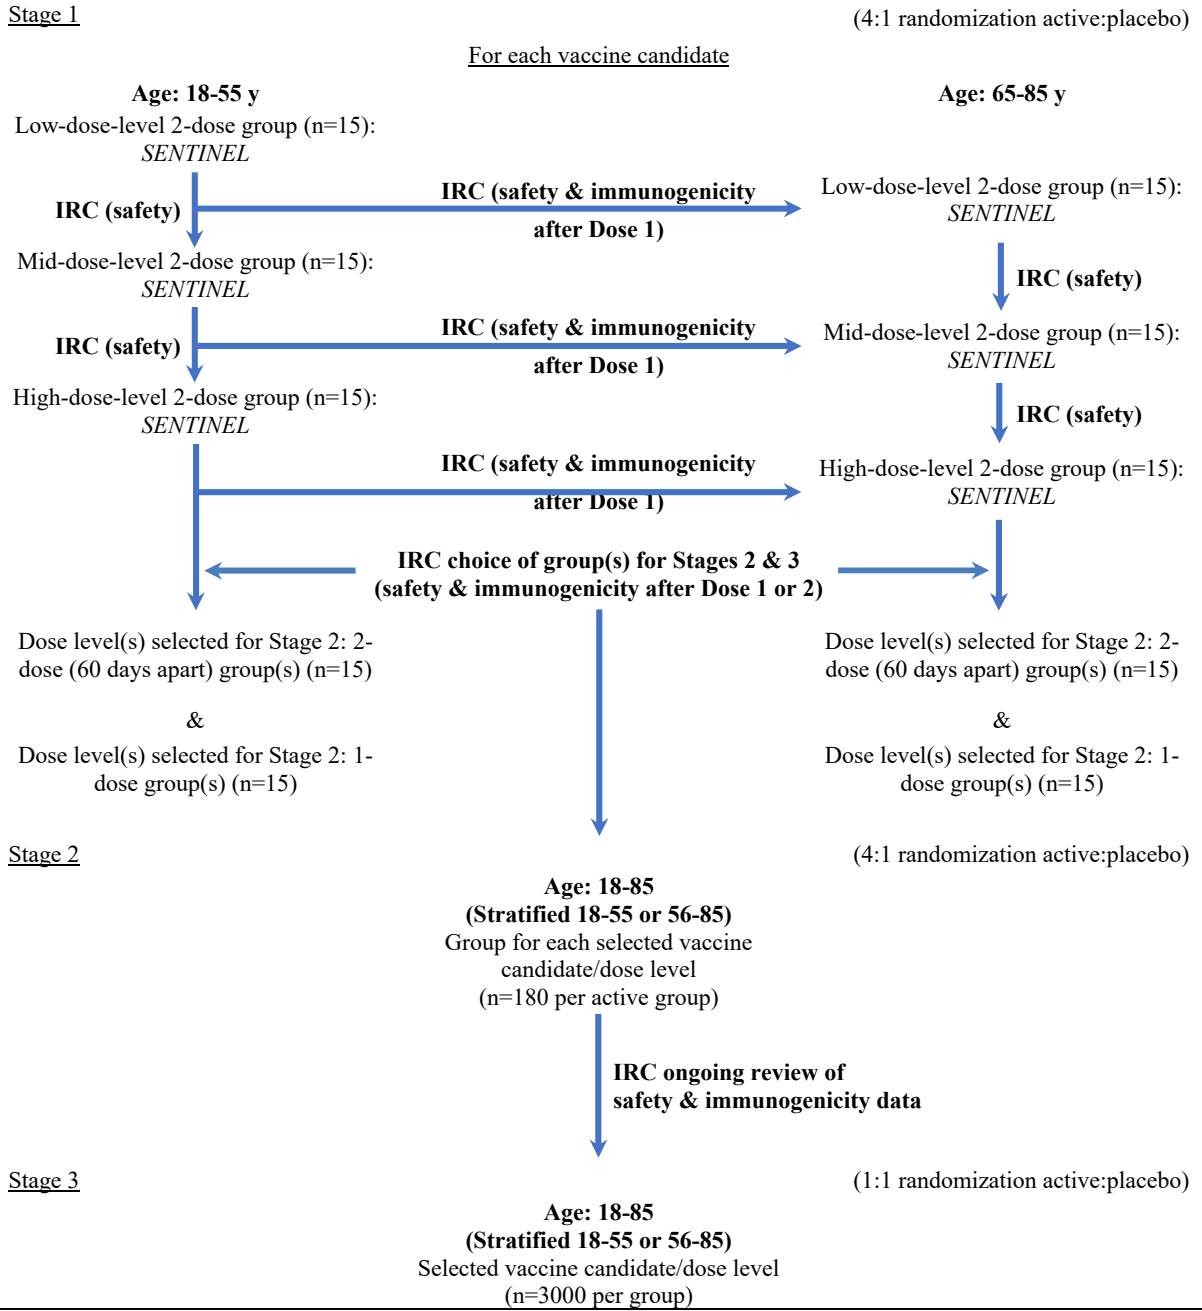 Stage 1
(4:1 randomization active:placebo)
For each vaccine candidate
Age: 18-55 y
Age: 65-85 y
Low-dose-level 2-dose group (n=15):
SENTINEL
IRC (safety)
IRC (safety & immunogenicity
after Dose 1)
Low-dose-level 2-dose group (n=15):
SENTINEL
Mid-dose-level 2-dose group (n=15):
SENTINEL
IRC (safety)
IRC (safety)
IRC (safety & immunogenicity
after Dose 1)
Mid-dose-level 2-dose group (n=15):
SENTINEL
High-dose-level 2-dose group (n=15):
SENTINEL
IRC (safety)
IRC (safety & immunogenicity
after Dose 1)
High-dose-level 2-dose group (n=15):
SENTINEL
IRC choice of group(s) for Stages 2 & 3
(safety & immunogenicity after Dose 1 or 2)
Dose level(s) selected for Stage 2: 2-
dose (60 days apart) group(s) (n=15)
&
Dose level(s) selected for Stage 2: 1-
dose group(s) (n=15)
Dose level(s) selected for Stage 2: 2-
dose (60 days apart) group(s) (n=15)
&
Dose level(s) selected for Stage 2: 1-
dose group(s) (n=15)
Stage 2
(4:1 randomization active:placebo)
Age: 18-85
(Stratified 18-55 or 56-85)
Group for each selected vaccine
candidate/dose level
(n=180 per active group)
IRC ongoing review of
safety & immunogenicity data
Stage 3
(1:1 randomization active:placebo)
Age: 18-85
(Stratified 18-55 or 56-85)
Selected vaccine candidate/dose level
(n=3000 per group)